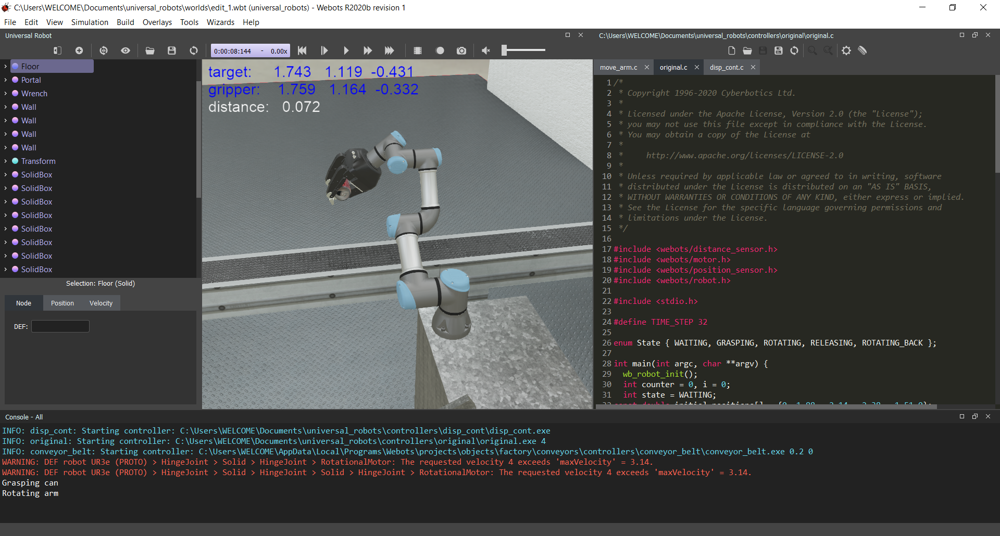 C:\Users\WELCOME\Documents\universal_robots\worlds\edit_1.wbt (universal_robots) - Webots R2020b revision 1
File Edit View Simulation Build Overlays Tools Wizards Help
Universal Robot
0:00:08:144 - 0.00x
Floor
Portal
Wrench
Wall
Wall
Wall
Wall
Transform
SolidBox
SolidBox
SolidBox
SolidBox
SolidBox
SolidBox
SolidBox
SolidBox
Selection: Floor (Solid)
Node Position Velocity
DEF:
target: 1.743 1.119 -0.431
gripper: 1.759 1.164 -0.332
distance: 0.072
C:\Users\WELCOME\Documents\universal_robots\controllers\original\original.c
move_arm.c original.c disp_cont.c
1 /*
2 * Copyright 1996-2020 Cyberbotics Ltd.
3 *
4 * Licensed under the Apache License, Version 2.0 (the "License");
5 * you may not use this file except in compliance with the License.
6 * You may obtain a copy of the License at
7 *
8 * http://www.apache.org/licenses/LICENSE-2.0
9 *
10 * Unless required by applicable law or agreed to in writing, software
11 * distributed under the License is distributed on an "AS IS" BASIS,
12 * WITHOUT WARRANTIES OR CONDITIONS OF ANY KIND, either express or implied.
13 * See the License for the specific language governing permissions and
14 * limitations under the License.
15 */
16
17 #include <webots/distance_sensor.h>
18 #include <webots/motor.h>
19 #include <webots/position_sensor.h>
20 #include <webots/robot.h>
21
22 #include <stdio.h>
23
24 #define TIME_STEP 32
25
26 enum State { WAITING, GRASPING, ROTATING, RELEASING, ROTATING_BACK };
27
28 int main(int argc, char **argv) {
29 wb_robot_init();
30 int counter = 0, i = 0;
31 int state = WAITING;
Console - All
INFO: disp_cont: Starting controller: C:\Users\WELCOME\Documents\universal_robots\controllers\disp_cont\disp_cont.exe
INFO: original: Starting controller: C:\Users\WELCOME\Documents\universal_robots\controllers\original\original.exe 4
INFO: conveyor_belt: Starting controller: C:\Users\WELCOME\AppData\Local\Programs\Webots\projects\objects\factory\conveyors\controllers\conveyor_belt\conveyor_belt.exe 0.2 0
WARNING: DEF robot UR3e (PROTO) > HingeJoint > Solid > HingeJoint > RotationalMotor: The requested velocity 4 exceeds 'maxVelocity' = 3.14.
WARNING: DEF robot UR3e (PROTO) > HingeJoint > Solid > HingeJoint > Solid > HingeJoint > RotationalMotor: The requested velocity 4 exceeds 'maxVelocity' = 3.14.
Grasping can
Rotating arm